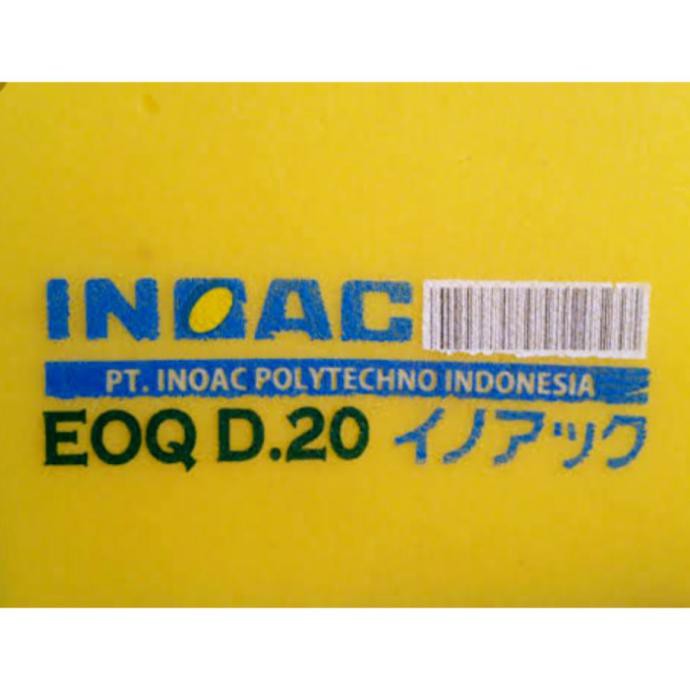 INOAC
PT. INOAC POLYTECHNO INDONESIA
EOQ D.20 イノアック